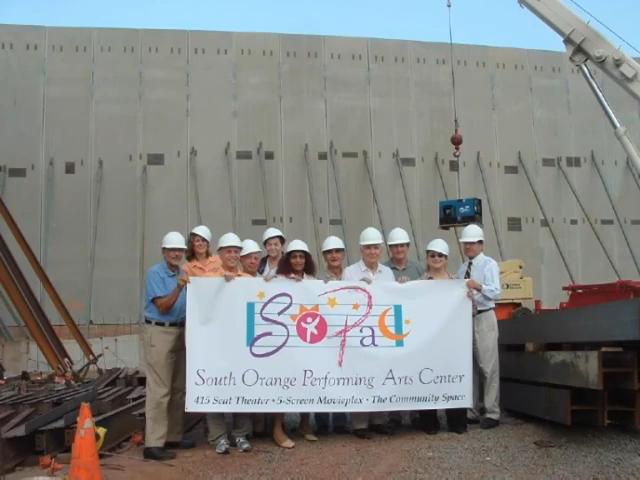 SOPaC
South Orange Performing Arts Center
415 Seat Theater • 5-Screen Movieplex • The Community Space